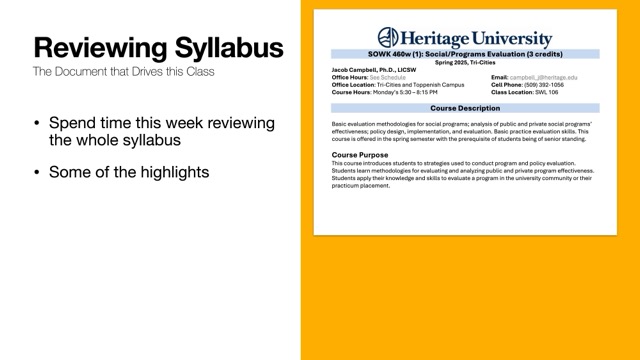 Reviewing Syllabus
The Document that Drives this Class
• Spend time this week reviewing
the whole syllabus
• Some of the highlights
Heritage University
SOWK 460w (1): Social/Programs Evaluation (3 credits)
Spring 2025, Tri-Cities
Jacob Campbell, Ph.D., LICSW
Office Hours: See Schedule Email: campbell_j@heritage.edu
Office Location: Tri-Cities and Toppenish Campus Cell Phone: (509) 392-1056
Course Hours: Monday's 5:30 – 8:15 PM Class Location: SWL 106
Course Description
Basic evaluation methodologies for social programs; analysis of public and private social programs'
effectiveness; policy design, implementation, and evaluation. Basic practice evaluation skills. This
course is offered in the spring semester with the prerequisite of students being of senior standing.
Course Purpose
This course introduces students to strategies used to conduct program and policy evaluation.
Students learn methodologies for evaluating and analyzing public and private program effectiveness.
Students apply their knowledge and skills to evaluate a program in the university community or their
practicum placement.